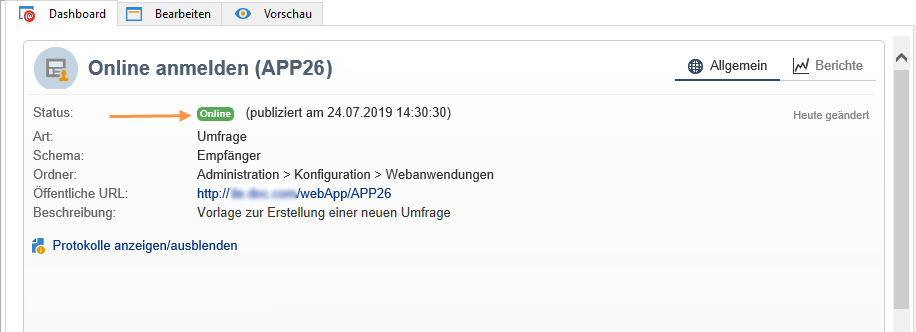 Dashboard Bearbeiten Vorschau
Online anmelden (APP26)
Allgemein Berichte
Status: Online (publiziert am 24.07.2019 14:30:30)
Heute geändert
Art: Umfrage
Schema: Empfänger
Ordner: Administration > Konfiguration > Webanwendungen
Öffentliche URL: http:// /webApp/APP26
Beschreibung: Vorlage zur Erstellung einer neuen Umfrage
Protokolle anzeigen/ausblenden